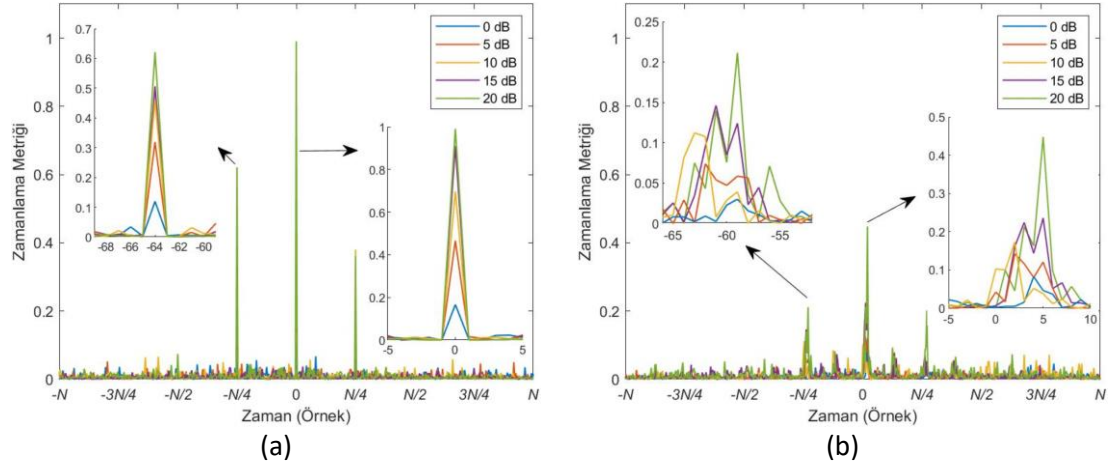 0 dB
5 dB
10 dB
15 dB
20 dB
0.7
0.6
0.5
0.4
0.3
0.2
0.1
0
-68 -66 -64 -62 -60
1
0.8
0.6
0.4
0.2
0
-5 0 5
1
0.8
0.6
0.4
0.2
0
Zamanlama Metriği
-N -3N/4 -N/2 -N/4 0 N/4 N/2 3N/4 N
Zaman (Örnek)
(a)
0 dB
5 dB
10 dB
15 dB
20 dB
0.25
0.2
0.15
0.1
0.05
0
-65 -60 -55
0.5
0.4
0.3
0.2
0.1
0
-5 0 5 10
1
0.8
0.6
0.4
0.2
0
Zamanlama Metriği
-N -3N/4 -N/2 -N/4 0 N/4 N/2 3N/4 N
Zaman (Örnek)
(b)